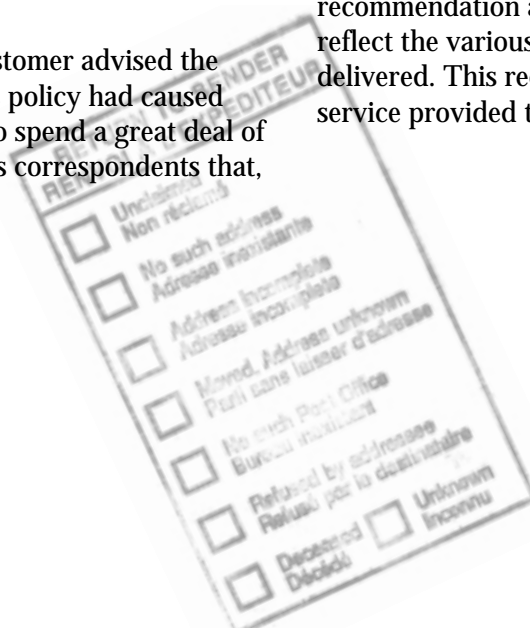 stomer advised the
policy had caused
o spend a great deal of
s correspondents that,
recommendation a
reflect the various
delivered. This rec
service provided t
RETURN TO SENDER
RENVOI À L'EXPÉDITEUR
Unclaimed
Non réclamé
No such address
Adresse inexistante
Address Incomplete
Adresse incomplète
Moved, Address unknown
Parti sans laisser d'adresse
No such Post Office
Bureau inexistant
Refused by addressee
Refusé par le destinataire
Deceased
Décédé
Unknown
Inconnu